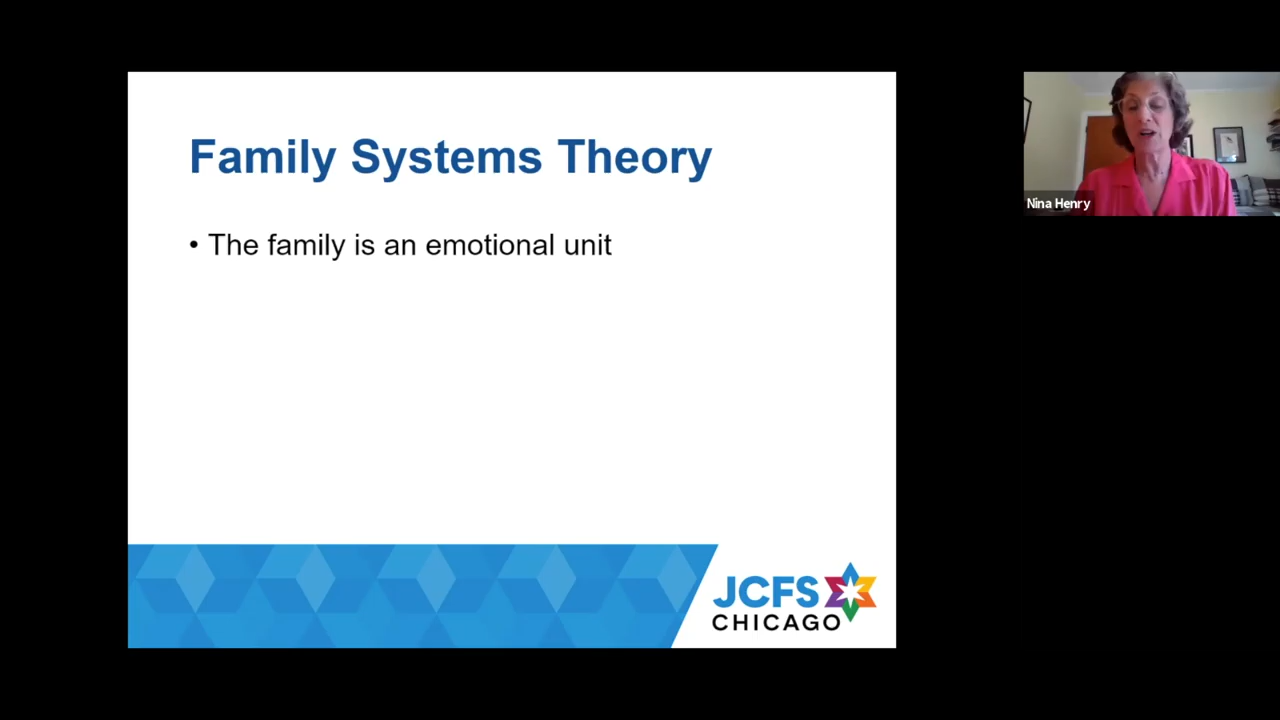 Family Systems Theory
• The family is an emotional unit
JCFS
CHICAGO
Nina Henry